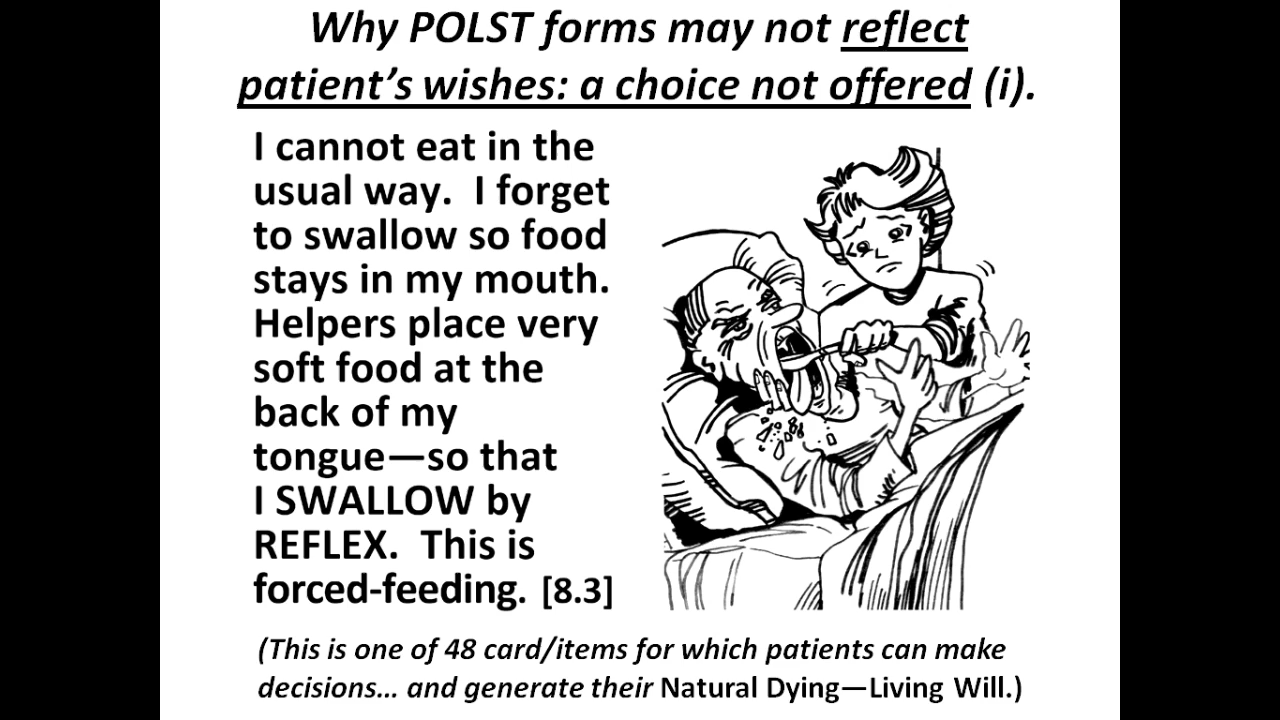 Why POLST forms may not reflect
patient's wishes: a choice not offered (i).
I cannot eat in the
usual way.  I forget
to swallow so food
stays in my mouth.
Helpers place very
soft food at the
back of my
tongue—so that
I SWALLOW by
REFLEX.  This is
forced-feeding. [8.3]
(This is one of 48 card/items for which patients can make
decisions... and generate their Natural Dying—Living Will.)